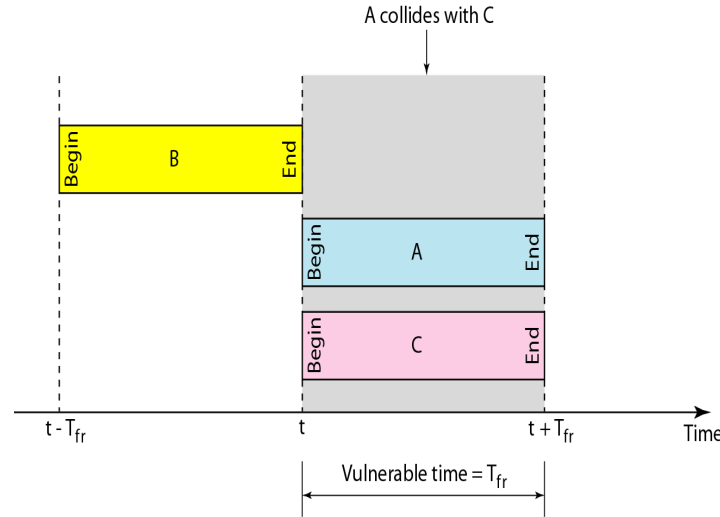 A collides with C
Begin B End
Begin A End
Begin C End
t - Tfr t t + Tfr Time
Vulnerable time = Tfr